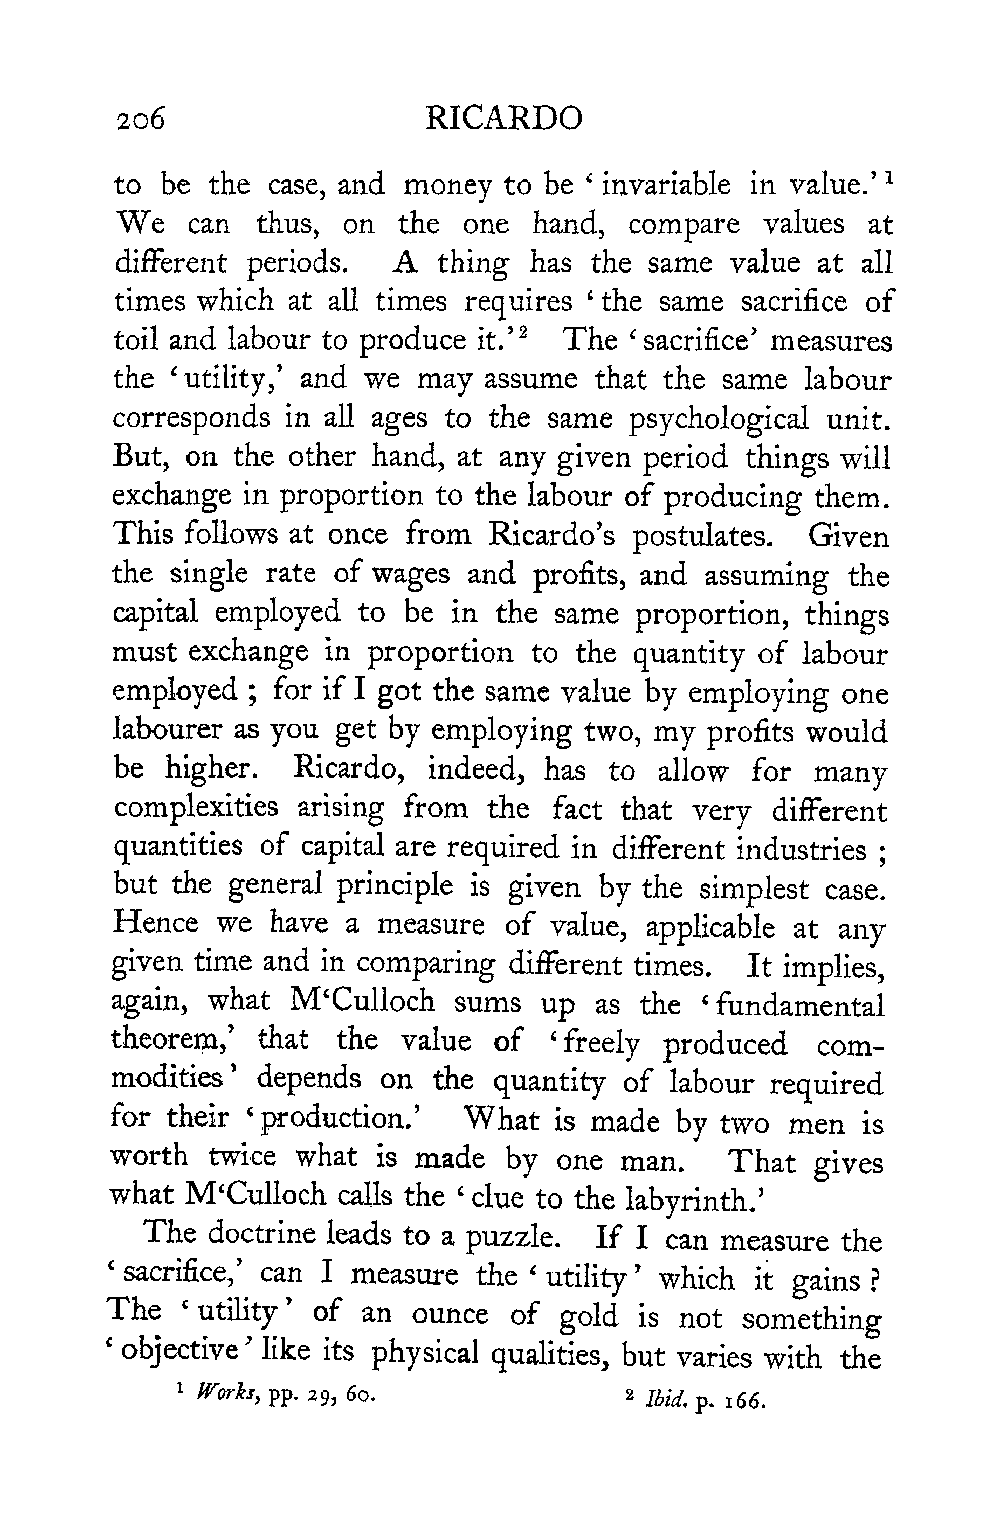 206 RICARDO
to be the case, and money to be ‘ invariable in value.’ 1
We can thus, on the one hand, compare values at
different periods. A thing has the same value at all
times which at all times requires ‘ the same sacrifice of
toil and labour to produce it.’ 2 The ‘ sacrifice’ measures
the ‘ utility,’ and we may assume that the same labour
corresponds in all ages to the same psychological unit.
But, on the other hand, at any given period things will
exchange in proportion to the labour of producing them.
This follows at once from Ricardo’s postulates. Given
the single rate of wages and profits, and assuming the
capital employed to be in the same proportion, things
must exchange in proportion to the quantity of labour
employed ; for if I got the same value by employing one
labourer as you get by employing two, my profits would
be higher. Ricardo, indeed, has to allow for many
complexities arising from the fact that very different
quantities of capital are required in different industries ;
but the general principle is given by the simplest case.
Hence we have a measure of value, applicable at any
given time and in comparing different times. It implies,
again, what M‘Culloch sums up as the ‘ fundamental
theorem,’ that the value of ‘ freely produced com-
modities ’ depends on the quantity of labour required
for their ‘ production.’ What is made by two men is
worth twice what is made by one man. That gives
what M‘Culloch calls the ‘ clue to the labyrinth.’
The doctrine leads to a puzzle. If I can measure the
‘ sacrifice,’ can I measure the ‘ utility ’ which it gains ?
The ‘ utility ’ of an ounce of gold is not something
‘ objective ’ like its physical qualities, but varies with the
1 Works, pp. 29, 60. 2 Ibid. p. 166.